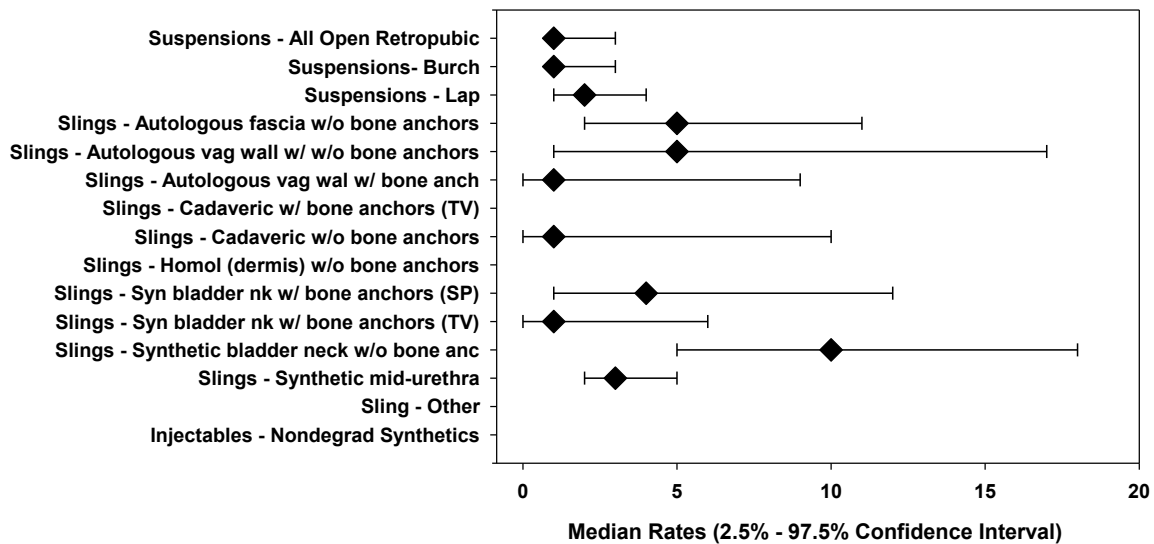 Suspensions - All Open Retropubic
Suspensions- Burch
Suspensions - Lap
Slings - Autologous fascia w/o bone anchors
Slings - Autologous vag wall w/ w/o bone anchors
Slings - Autologous vag wal w/ bone anch
Slings - Cadaveric w/ bone anchors (TV)
Slings - Cadaveric w/o bone anchors
Slings - Homol (dermis) w/o bone anchors
Slings - Syn bladder nk w/ bone anchors (SP)
Slings - Syn bladder nk w/ bone anchors (TV)
Slings - Synthetic bladder neck w/o bone anc
Slings - Synthetic mid-urethra
Sling - Other
Injectables - Nondegrad Synthetics
0 5 10 15 20
Median Rates (2.5% - 97.5% Confidence Interval)